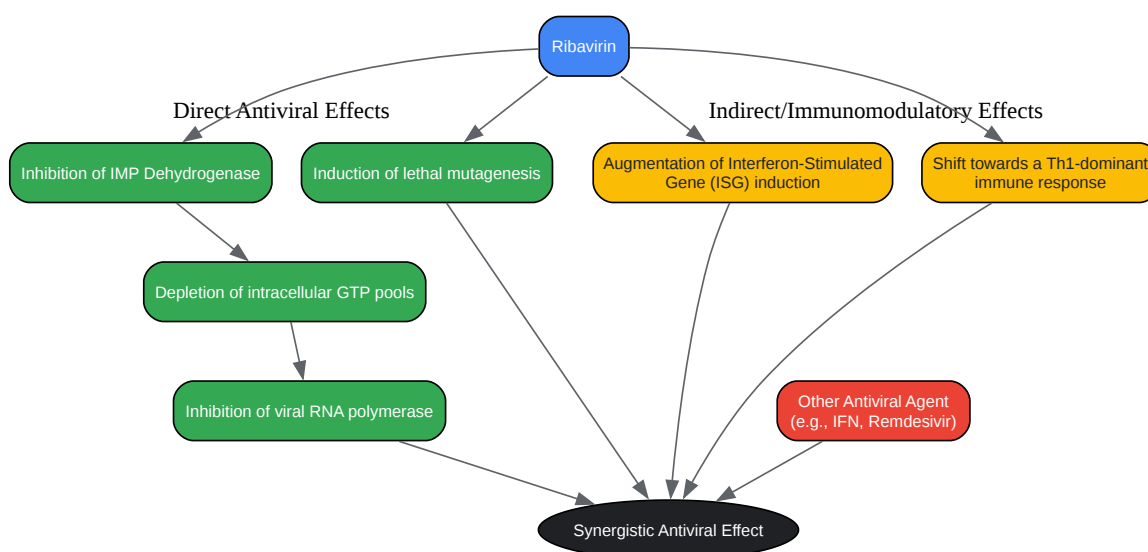 Ribavirin
Direct Antiviral Effects
Indirect/Immunomodulatory Effects
Inhibition of IMP Dehydrogenase
Induction of lethal mutagenesis
Augmentation of Interferon-Stimulated
Gene (ISG) induction
Shift towards a Th1-dominant
immune response
Depletion of intracellular GTP pools
Inhibition of viral RNA polymerase
Other Antiviral Agent
(e.g., IFN, Remdesivir)
Synergistic Antiviral Effect